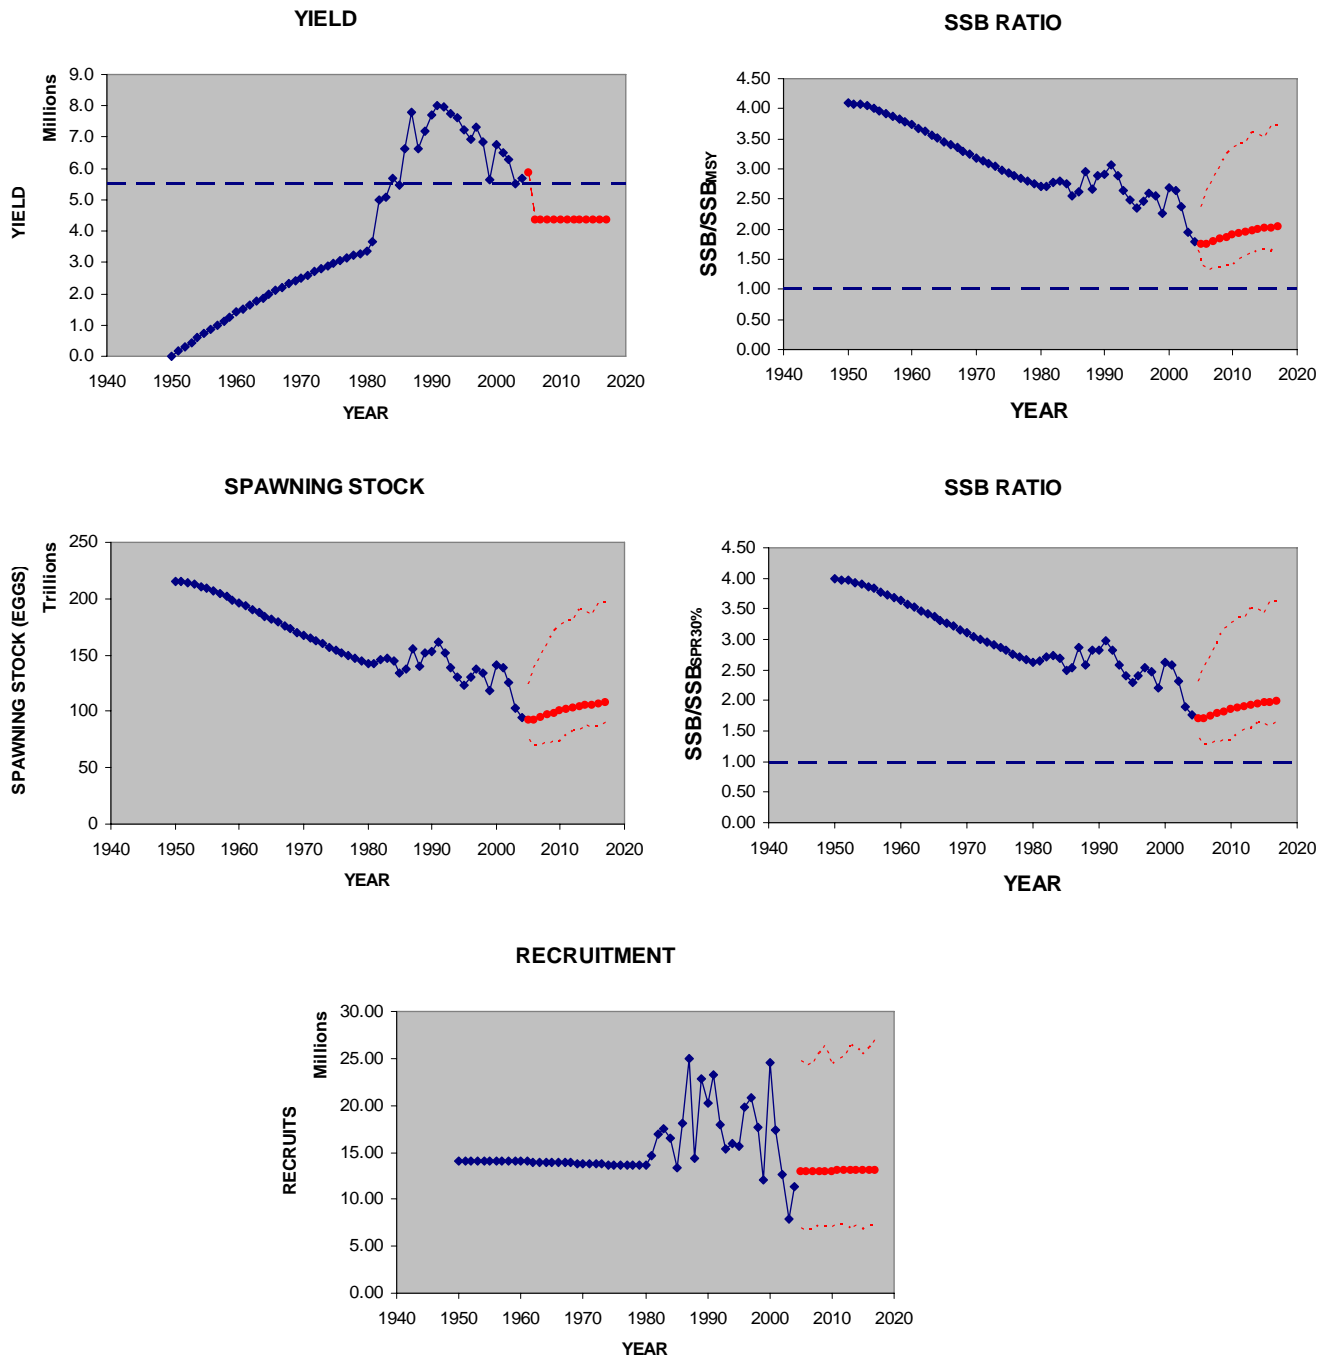 YIELD
Millions
YIELD
9.0
8.0
7.0
6.0
5.0
4.0
3.0
2.0
1.0
0.0
1940 1950 1960 1970 1980 1990 2000 2010 2020
YEAR
SSB RATIO
SSB/SSBMSY
4.50
4.00
3.50
3.00
2.50
2.00
1.50
1.00
0.50
0.00
1940 1950 1960 1970 1980 1990 2000 2010 2020
YEAR
SPAWNING STOCK
SPAWNING STOCK (EGGS)
Trillions
250
200
150
100
50
0
1940 1950 1960 1970 1980 1990 2000 2010 2020
YEAR
SSB RATIO
SSB/SSBSPR30%
4.50
4.00
3.50
3.00
2.50
2.00
1.50
1.00
0.50
0.00
1940 1950 1960 1970 1980 1990 2000 2010 2020
YEAR
RECRUITMENT
Millions
RECRUITS
30.00
25.00
20.00
15.00
10.00
5.00
0.00
1940 1950 1960 1970 1980 1990 2000 2010 2020
YEAR